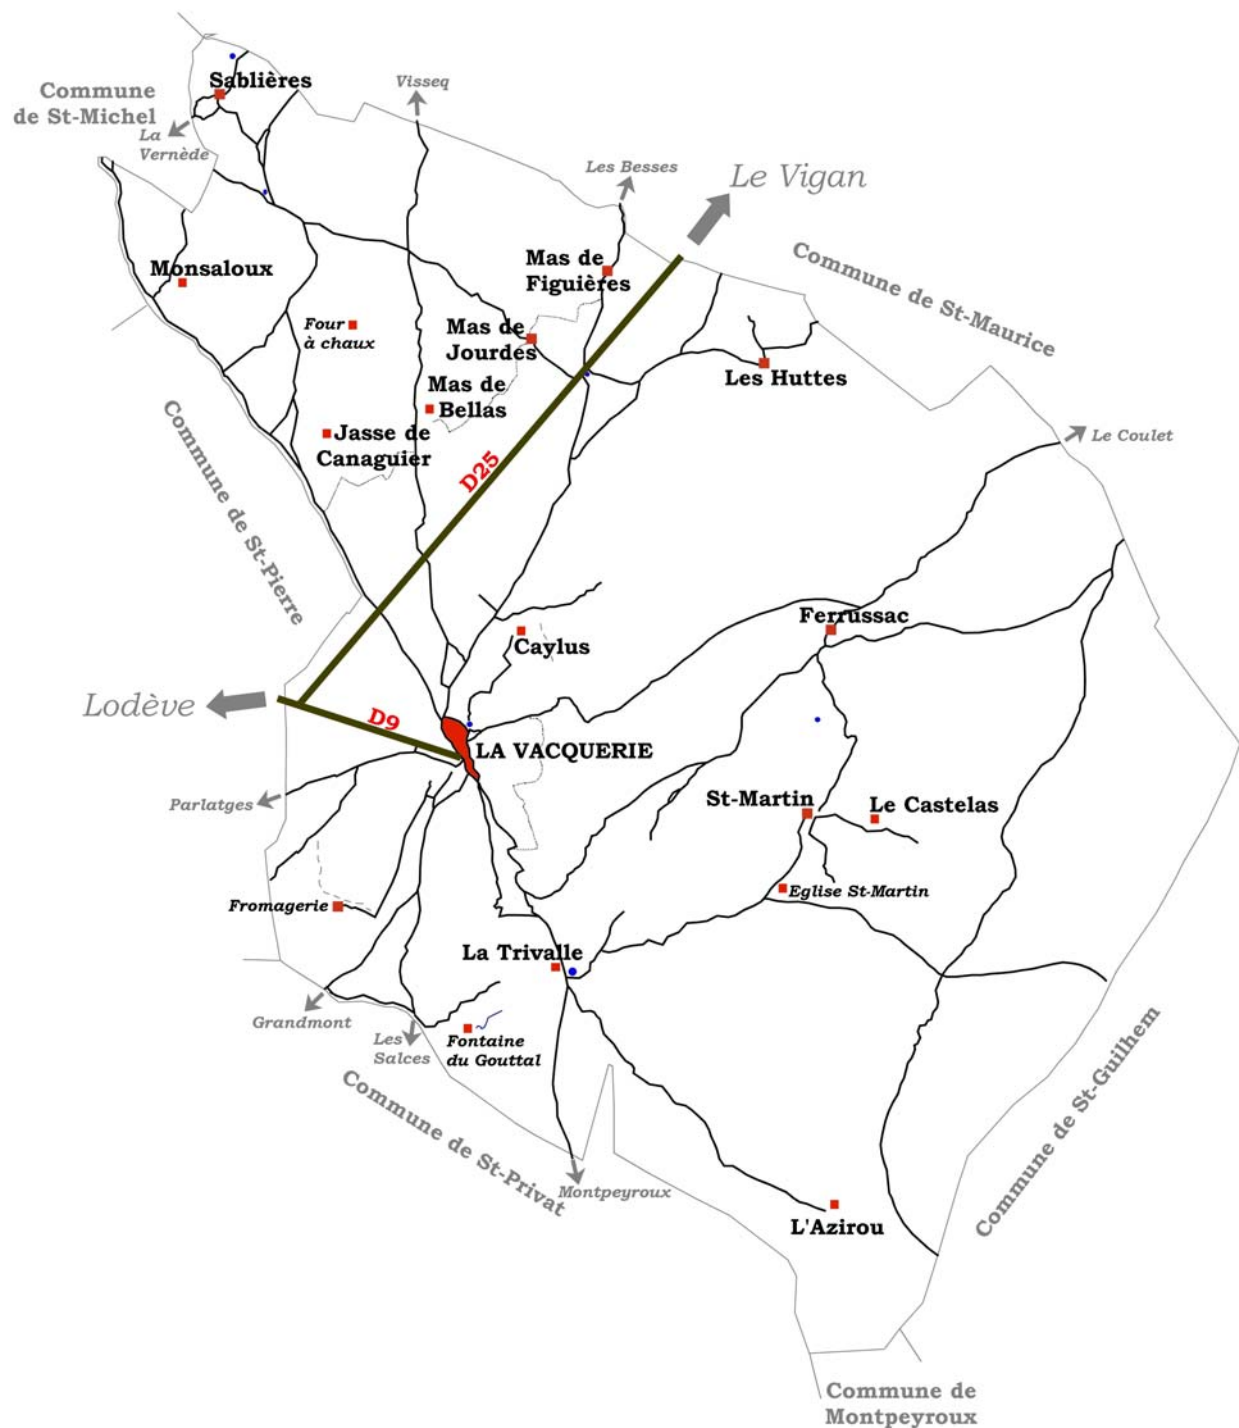 Sablières
Commune
de St-Michel
Visseq
La
Vernède
Les Besses
Le Vigan
Commune de St-Maurice
Mas de
Figuières
Monsaloux
Four
à chaux
Mas de
Jourdes
Les Huttes
Mas de
Bellas
Jasse de
Canaguier
Le Coulet
D25
Commune de St-Pierre
Ferrussac
Caylus
Lodève
D9
LA VACQUERIE
Parlatges
St-Martin
Le Castelas
Eglise St-Martin
Fromagerie
La Trivalle
Grandmont
Les
Salces
Fontaine
du Gouttal
Commune de St-Guilhem
Commune de St-Privat
Montpeyroux
L'Azirou
Commune de
Montpeyroux